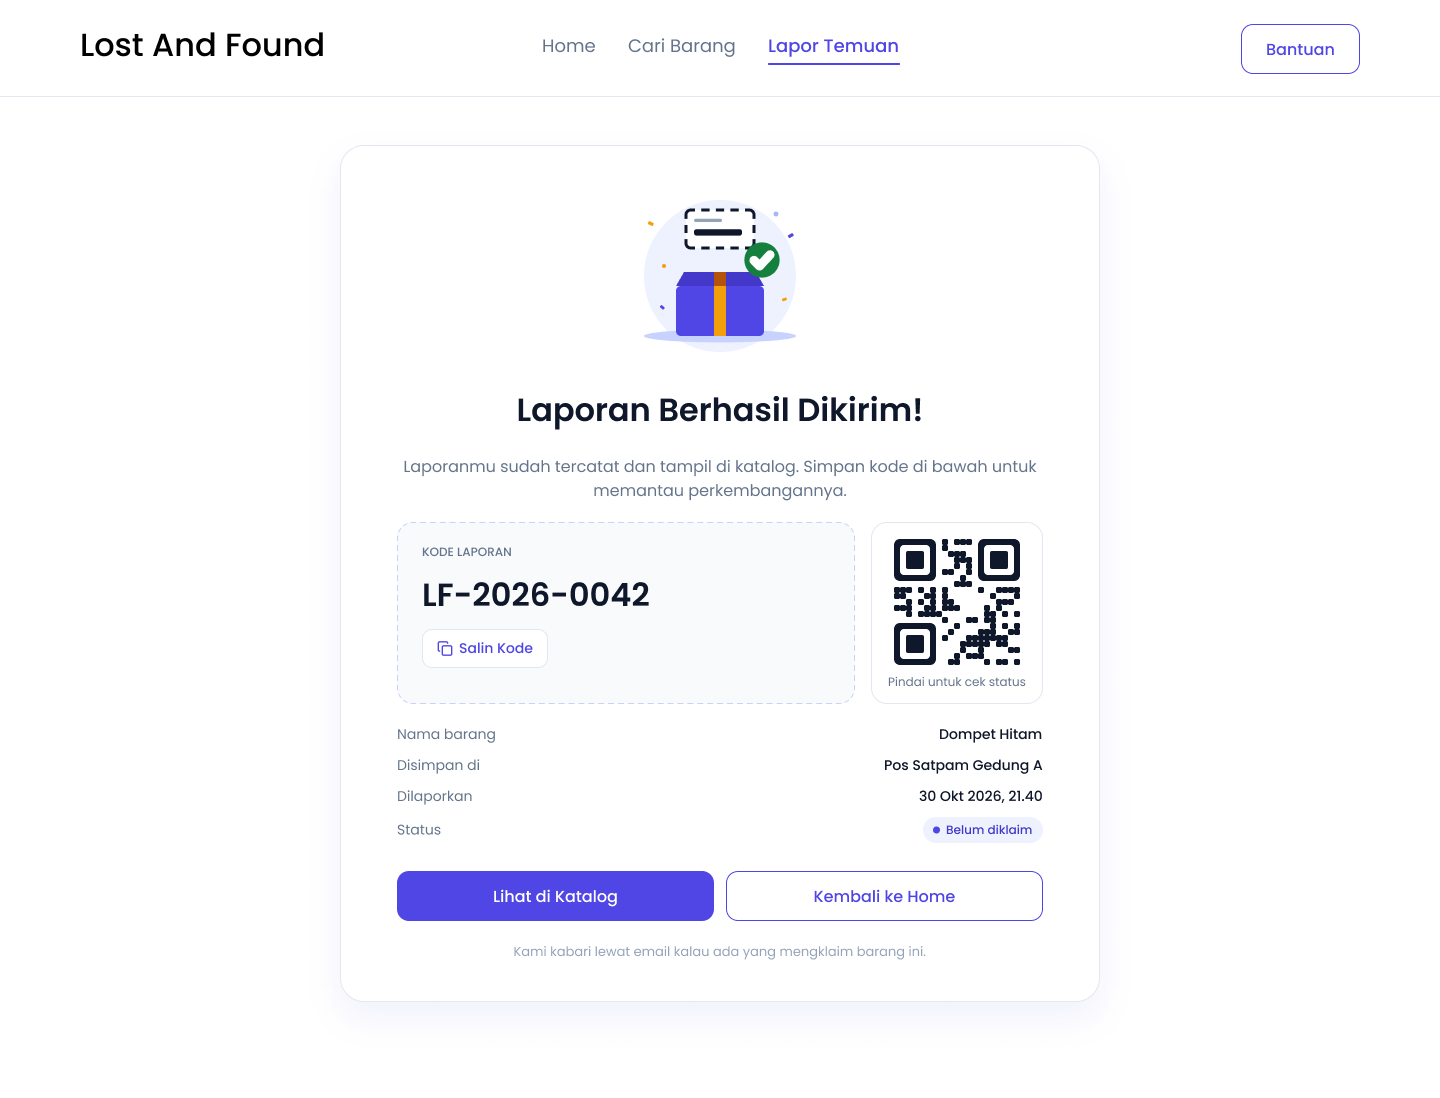 Lost And Found
Home
Cari Barang
Lapor Temuan
Bantuan
Laporan Berhasil Dikirim!
Laporanmu sudah tercatat dan tampil di katalog. Simpan kode di bawah untuk
memantau perkembangannya.
KODE LAPORAN
LF-2026-0042
Salin Kode
Pindai untuk cek status
Nama barang
Dompet Hitam
Disimpan di
Pos Satpam Gedung A
Dilaporkan
30 Okt 2026, 21.40
Status
Belum diklaim
Lihat di Katalog
Kembali ke Home
Kami kabari lewat email kalau ada yang mengklaim barang ini.